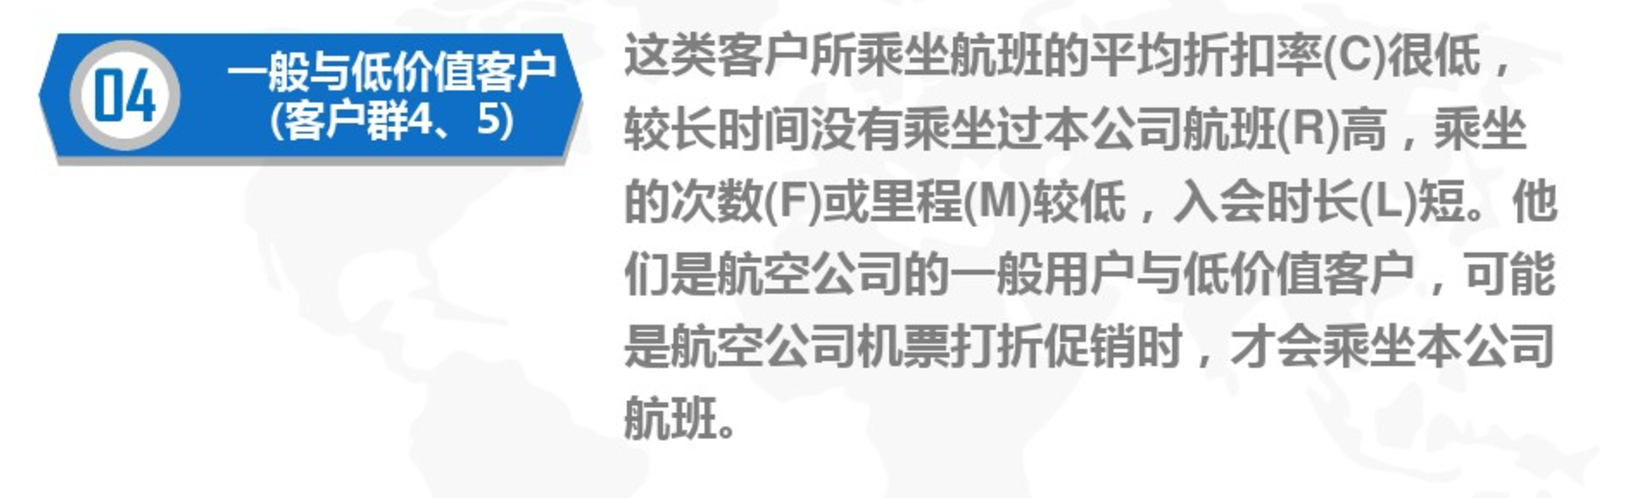 04
一般与低价值客户
(客户群4、5)
这类客户所乘坐航班的平均折扣率(C)很低，
较长时间没有乘坐过本公司航班(R)高，乘坐
的次数(F)或里程(M)较低，入会时长(L)短。他
们是航空公司的一般用户与低价值客户，可能
是航空公司机票打折促销时，才会乘坐本公司
航班。